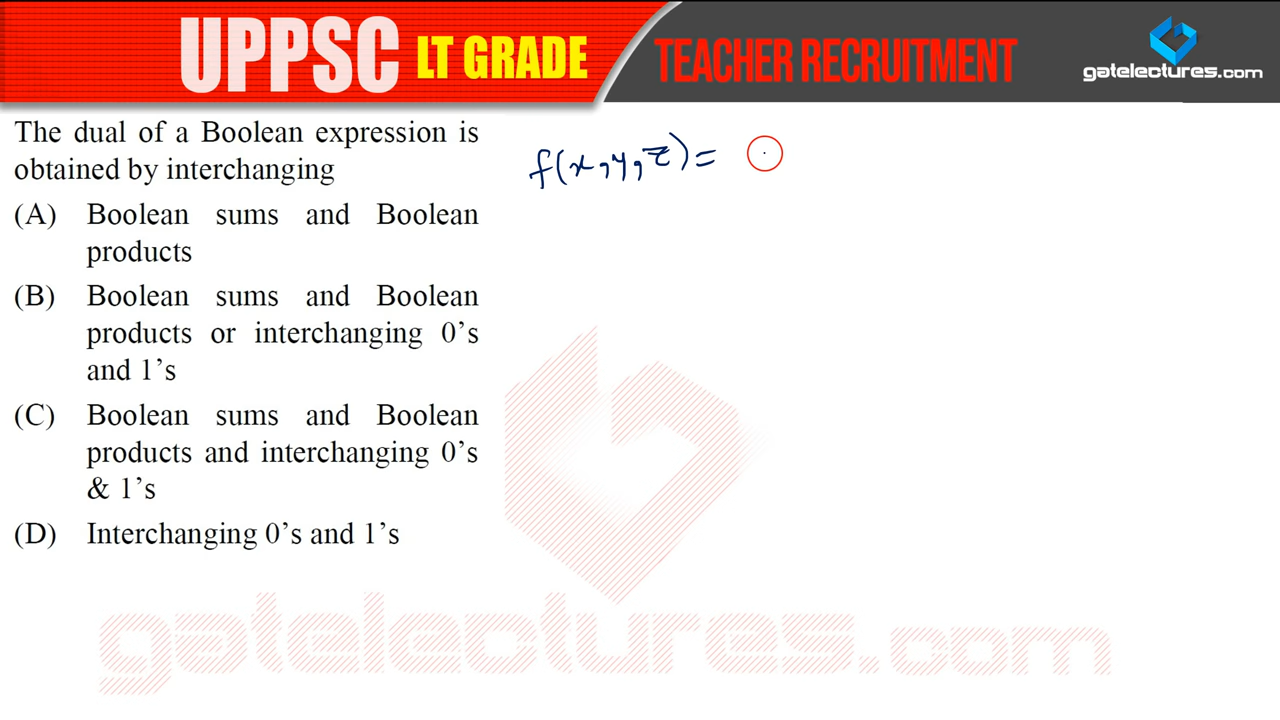 UPPSC LT GRADE TEACHER RECRUITMENT
gatelectures.com
The dual of a Boolean expression is
obtained by interchanging
(A) Boolean sums and Boolean
products
(B) Boolean sums and Boolean
products or interchanging 0's
and 1's
(C) Boolean sums and Boolean
products and interchanging 0's
& 1's
(D) Interchanging 0's and 1's
f(x,y,z)=
gatelectures.com